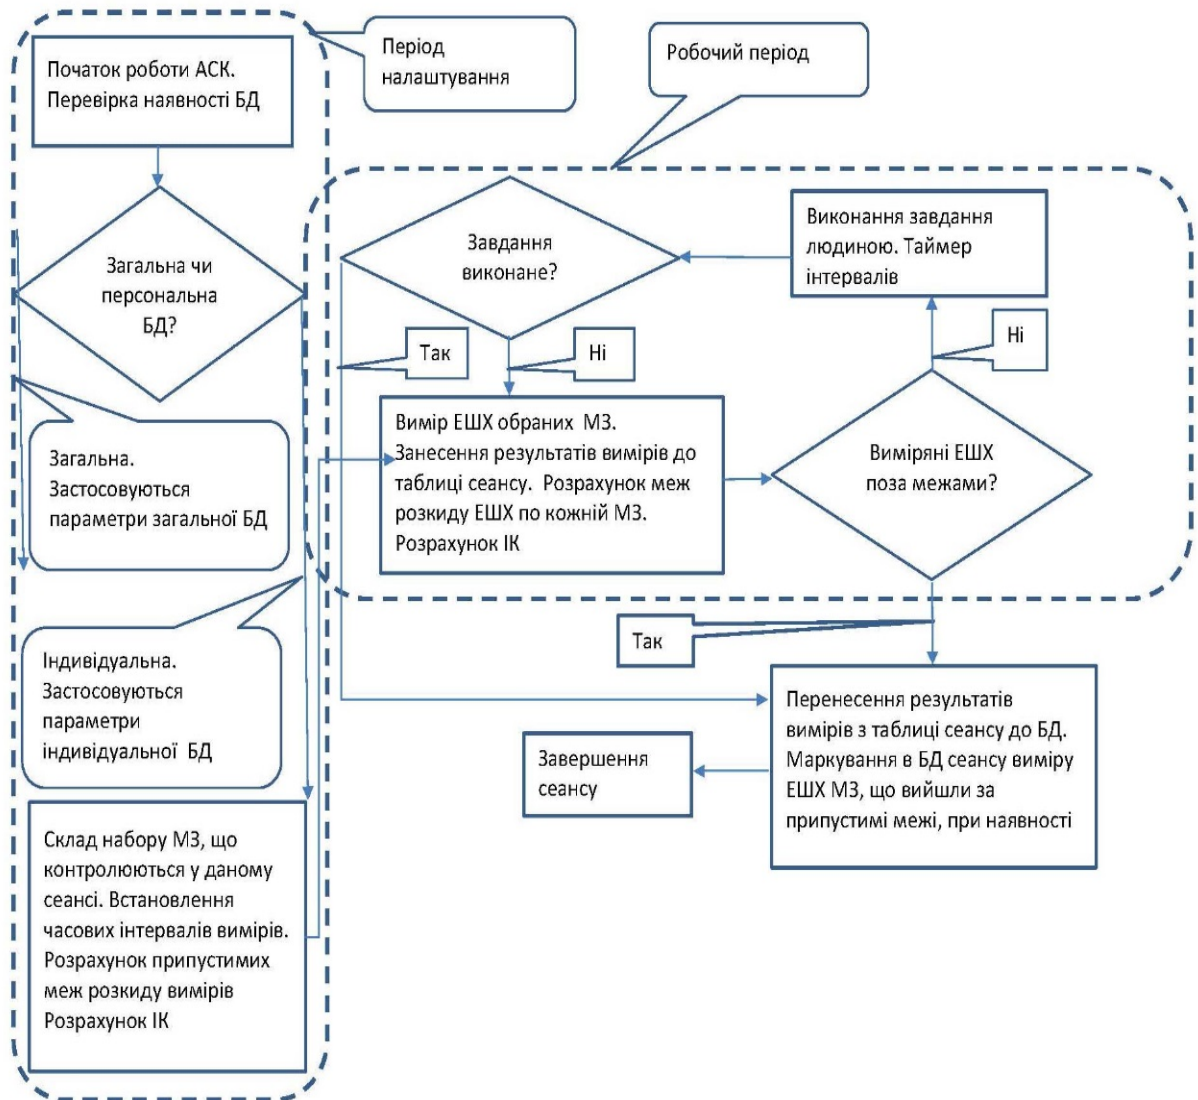 Початок роботи АСК.
Перевірка наявності БД
Період
налаштування
Робочий період
Загальна чи
персональна
БД?
Завдання
виконане?
Виконання завдання
людиною. Таймер
інтервалів
Так
Ні
Ні
Загальна.
Застосовуються
параметри загальної БД
Вимір ЕШХ обраних МЗ.
Занесення результатів вимірів до
таблиці сеансу. Розрахунок меж
розкиду ЕШХ по кожній МЗ.
Розрахунок ІК
Виміряні ЕШХ
поза межами?
Так
Індивідуальна.
Застосовуються
параметри
індивідуальної БД
Перенесення результатів
вимірів з таблиці сеансу до БД.
Маркування в БД сеансу виміру
ЕШХ МЗ, що вийшли за
припустимі межі, при наявності
Завершення
сеансу
Склад набору МЗ, що
контролюються у даному
сеансі. Встановлення
часових інтервалів вимірів.
Розрахунок припустимих
меж розкиду вимірів
Розрахунок ІК